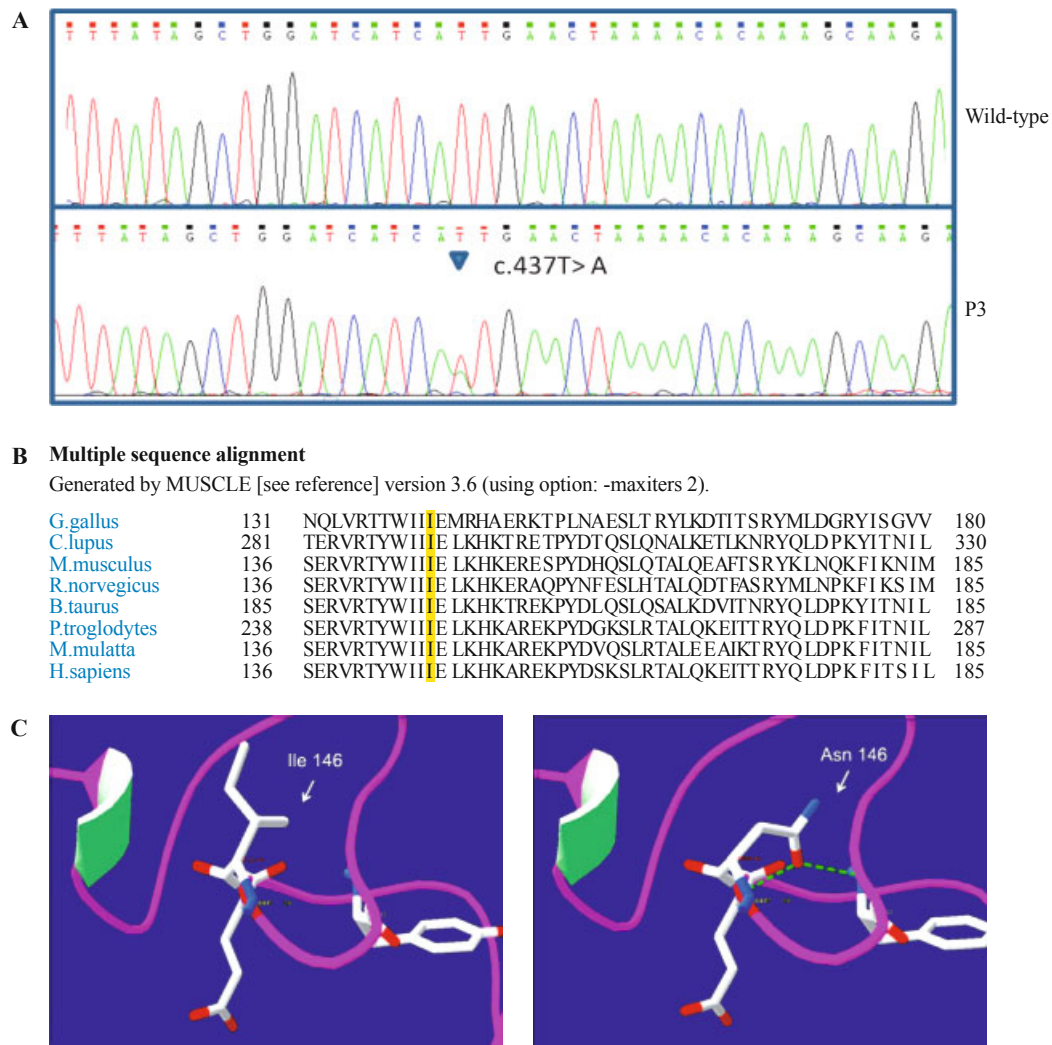 A
T T T A T A G C T G G A T C A T C A T T G A A C T A A A A C A C A A A G C A A G A
Wild-type
T T T A T A G C T G G A T C A T C A T T G A A C T A A A A C A C A A A G C A A G A
c.437T> A
P3
B Multiple sequence alignment
Generated by MUSCLE [see reference] version 3.6 (using option: -maxiters 2).
G.gallus 131 NQLVRTTWIIIEMRHAERKTPLNAESLTRYLKDTITSRYMLDGRYISGVV 180
C.lupus 281 TERVRTYWIIIELKHKTRETPYDTQSLQNALKETLKNRYQLDPKYITNIL 330
M.musculus 136 SERVRTYWIIIELKHKERESPYDHQSLQTALQEAFTSRYKLNQKFIKNIM 185
R.norvegicus 136 SERVRTYWIIIELKHKERAQPYNFESLHTALQDTFASRYMLNPKFIKSIM 185
B.taurus 185 SERVRTYWIIIELKHKTREKPYDLQSLQSALKDVITNRYQLDPKYITNIL 185
P.troglodytes 238 SERVRTYWIIIELKHKAREKPYDGKSLRTALQKEITTRYQLDPKFITNIL 287
M.mulatta 136 SERVRTYWIIIELKHKAREKPYDVQSLRTALEEAIKTRYQLDPKFITNIL 185
H.sapiens 136 SERVRTYWIIIELKHKAREKPYDSKSLRTALQKEITTRYQLDPKFITSIL 185
C
Ile 146
Asn 146